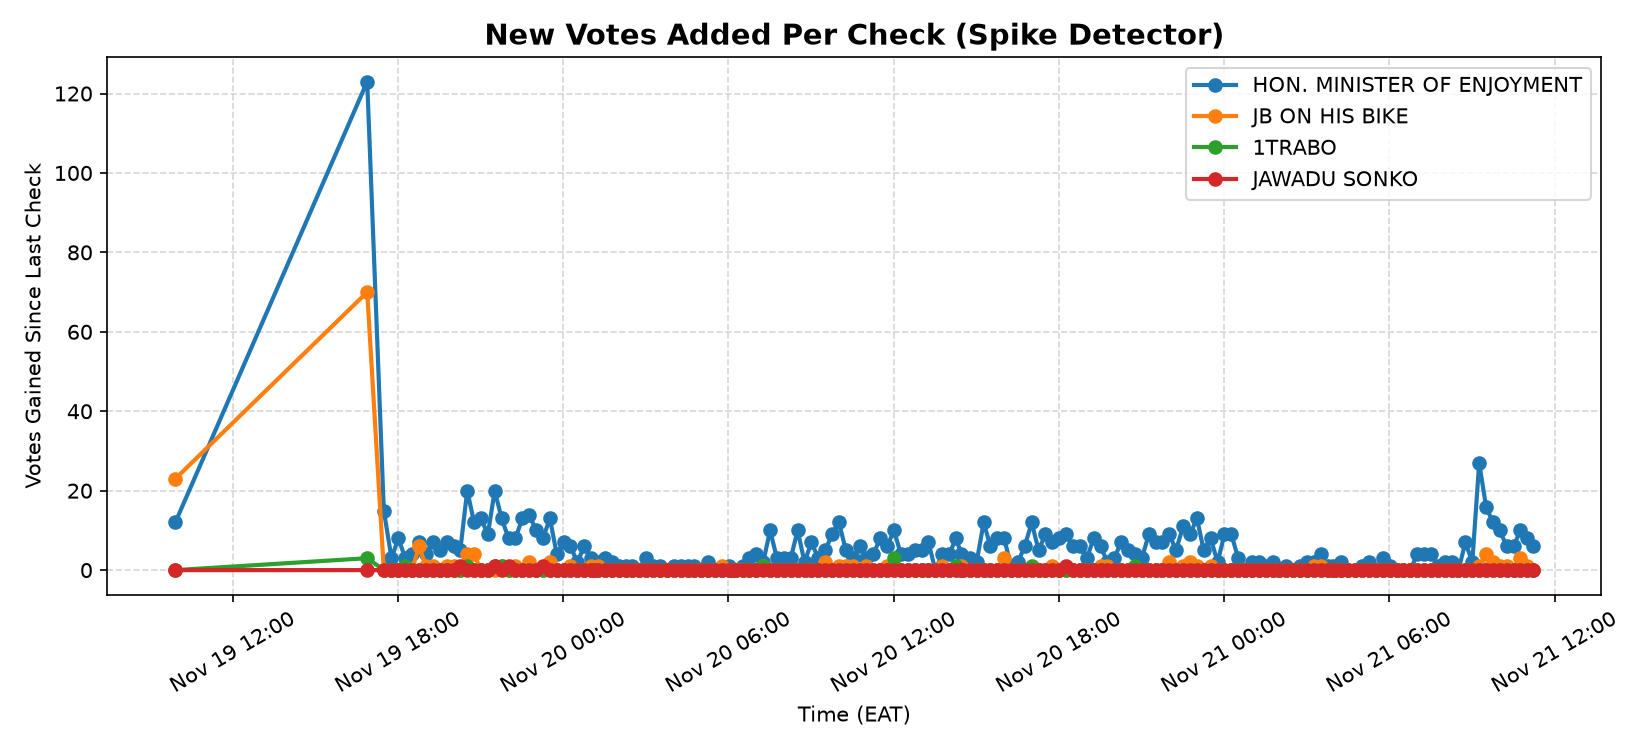 New Votes Added Per Check (Spike Detector)
HON. MINISTER OF ENJOYMENT
JB ON HIS BIKE
1TRABO
JAWADU SONKO
Votes Gained Since Last Check
120
100
80
60
40
20
0
Nov 19 12:00
Nov 19 18:00
Nov 20 00:00
Nov 20 06:00
Nov 20 12:00
Nov 20 18:00
Nov 21 00:00
Nov 21 06:00
Nov 21 12:00
Time (EAT)